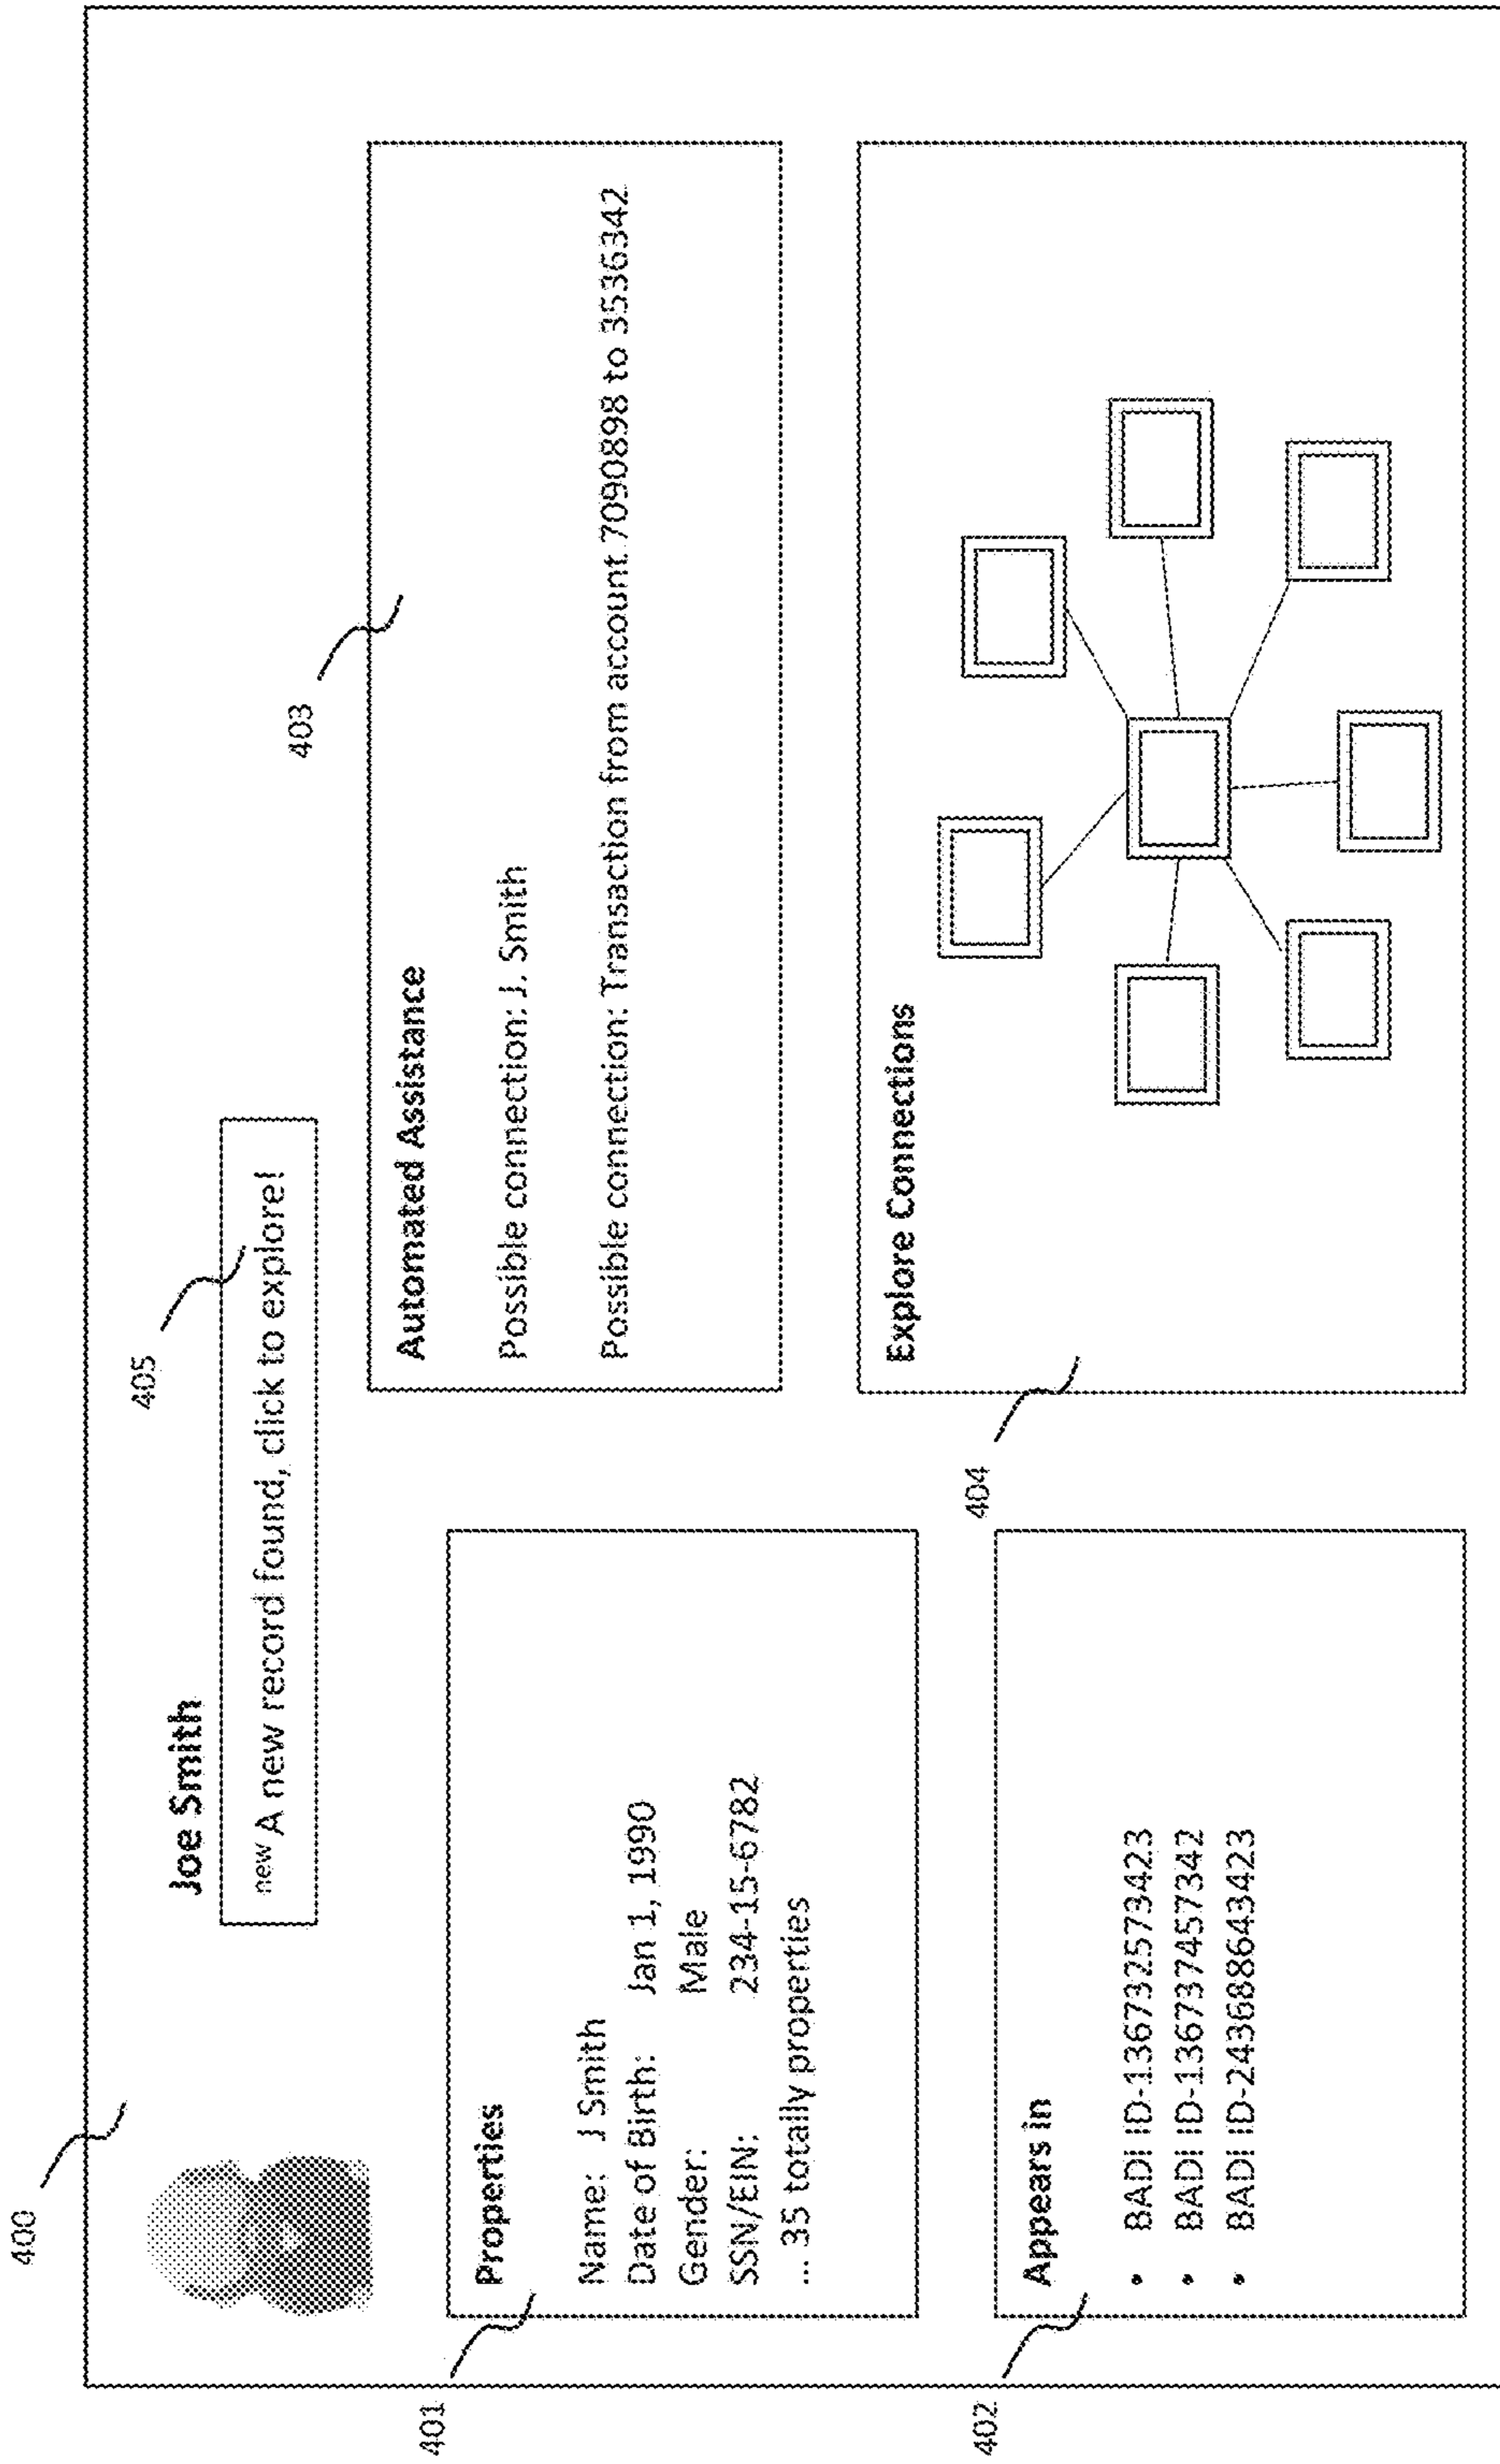 400
Joe Smith
405
new A new record found, click to explore!
403
401
Properties
Name: J Smith
Date of Birth: Jan 1, 1990
Gender: Male
SSN/EIN: 234-15-6782
... 35 totally properties
Automated Assistance
Possible connection: J. Smith
Possible connection: Transaction from account 7090898 to 3536342
402
Appears in
• BADI ID-1367325573423
• BADI ID-136737457342
• BADI ID-2436886643423
404
Explore Connections